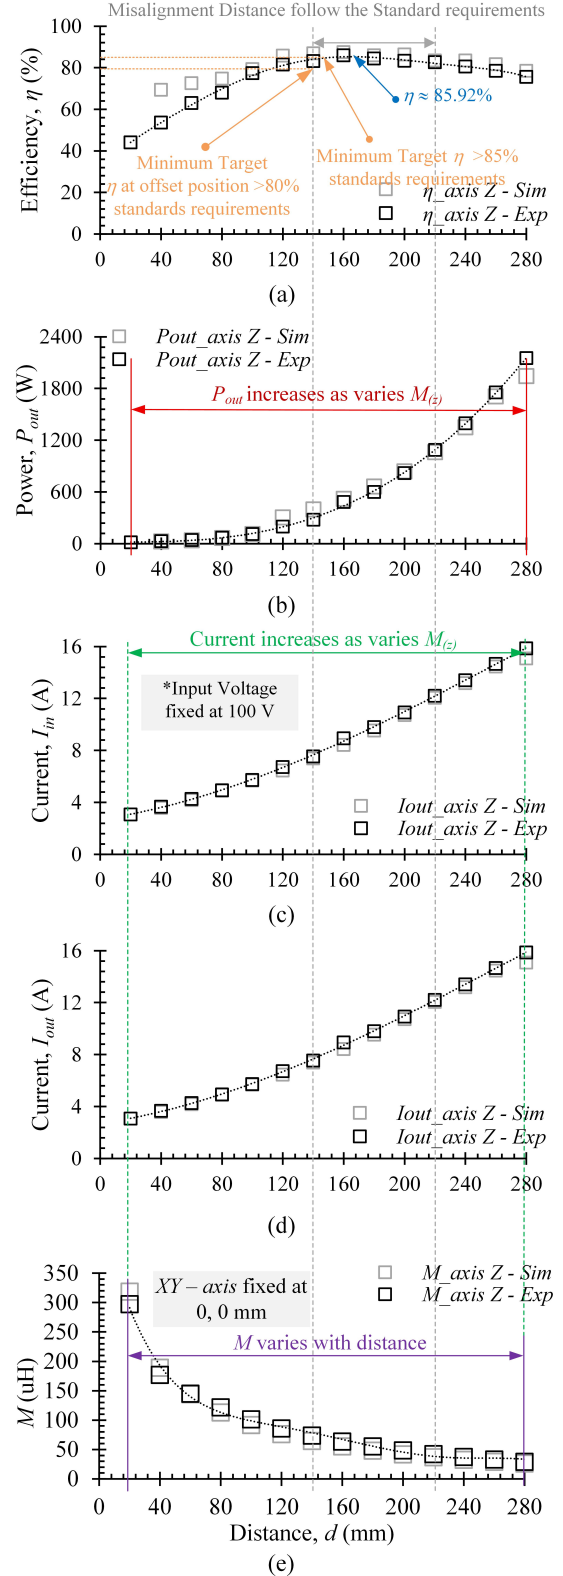 Misalignment Distance follow the Standard requirements
100
80
60
40
20
0
Efficiency, η (%)
η ≈ 85.92%
Minimum Target
η at offset position >80%
standards requirements
Minimum Target η >85%
standards requirements
η_axis Z - Sim
η_axis Z - Exp
0 40 80 120 160 200 240 280
(a)
2400
1800
1200
600
0
Power, Pout (W)
Pout_axis Z - Sim
Pout_axis Z - Exp
Pout increases as varies M(z)
0 40 80 120 160 200 240 280
(b)
16
12
8
4
0
Current, Iin (A)
Current increases as varies M(z)
*Input Voltage
fixed at 100 V
Iout_axis Z - Sim
Iout_axis Z - Exp
0 40 80 120 160 200 240 280
(c)
16
12
8
4
0
Current, Iout (A)
Iout_axis Z - Sim
Iout_axis Z - Exp
0 40 80 120 160 200 240 280
(d)
350
300
250
200
150
100
50
0
M (uH)
XY – axis fixed at
0, 0 mm
M_axis Z - Sim
M_axis Z - Exp
M varies with distance
0 40 80 120 160 200 240 280
Distance, d (mm)
(e)